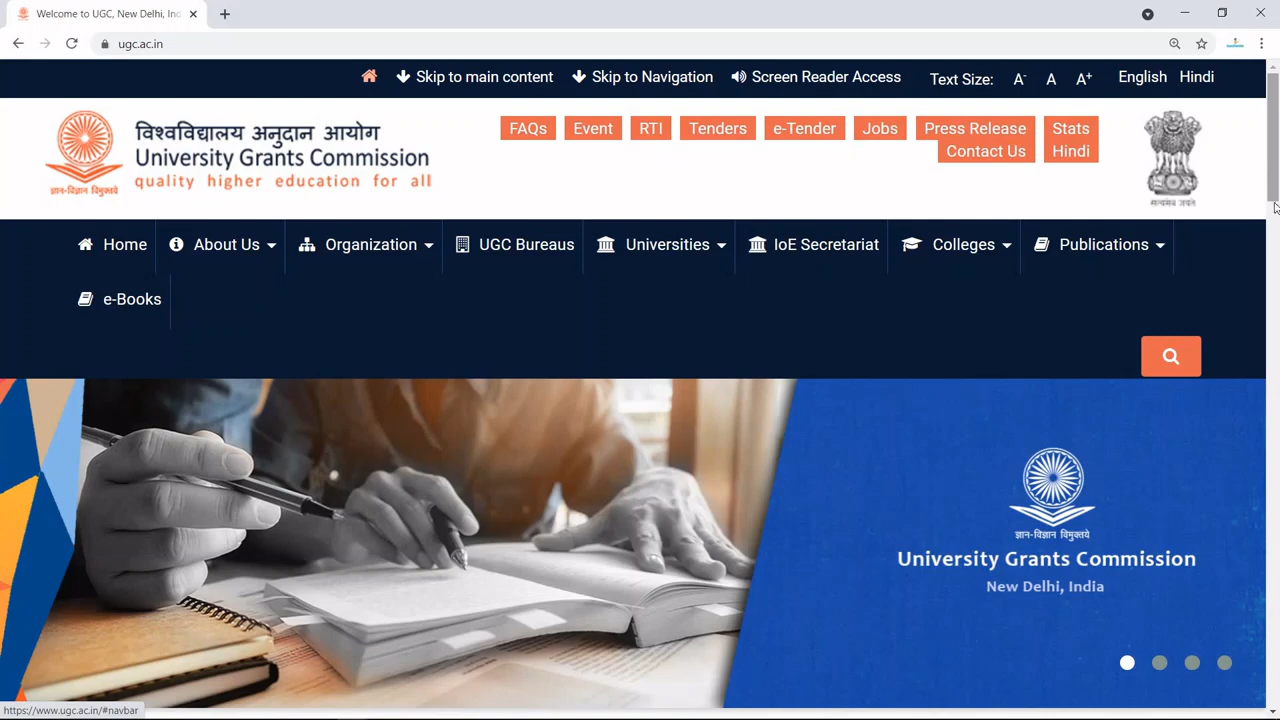 Welcome to UGC, New Delhi, Ind
ugc.ac.in
Skip to main content Skip to Navigation Screen Reader Access Text Size: A- A A+ English Hindi
विश्वविद्यालय अनुदान आयोग
University Grants Commission
quality higher education for all
ज्ञान-विज्ञान विमुक्तये
FAQs Event RTI Tenders e-Tender Jobs Press Release Stats
Contact Us Hindi
सत्यमेव जयते
Home About Us Organization UGC Bureaus Universities IoE Secretariat Colleges Publications
e-Books
ज्ञान-विज्ञान विमुक्तये
University Grants Commission
New Delhi, India
https://www.ugc.ac.in/#navbar